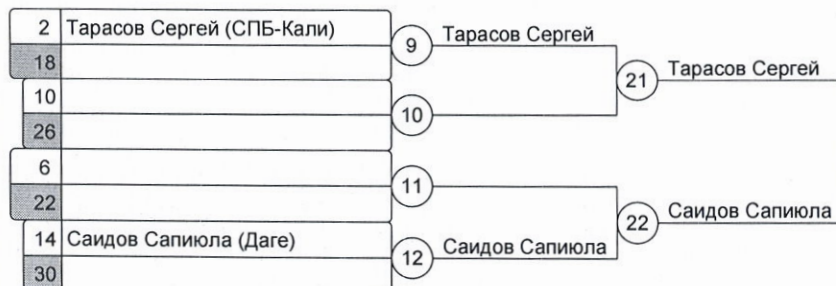 2 Тарасов Сергей (СПБ-Кали)
18
9 Тарасов Сергей
10
26
10
21 Тарасов Сергей
6
22
11
14 Саидов Сапиюла (Даге)
30
12 Саидов Сапиюла
22 Саидов Сапиюла